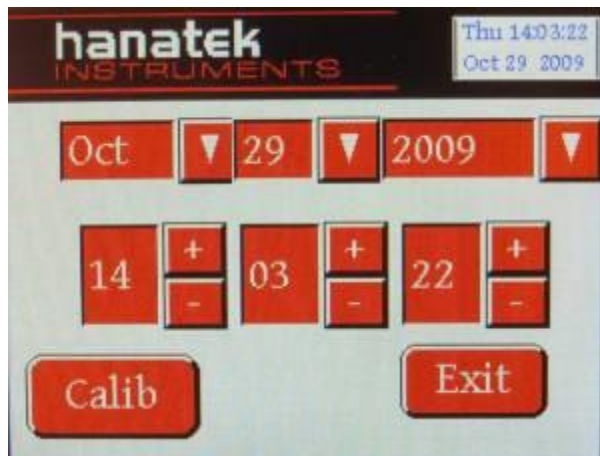 hanatek
INSTRUMENTS
Thu 14:03:22
Oct 29 2009
Oct 29 2009
+ + +
14 03 22
- - -
Calib Exit